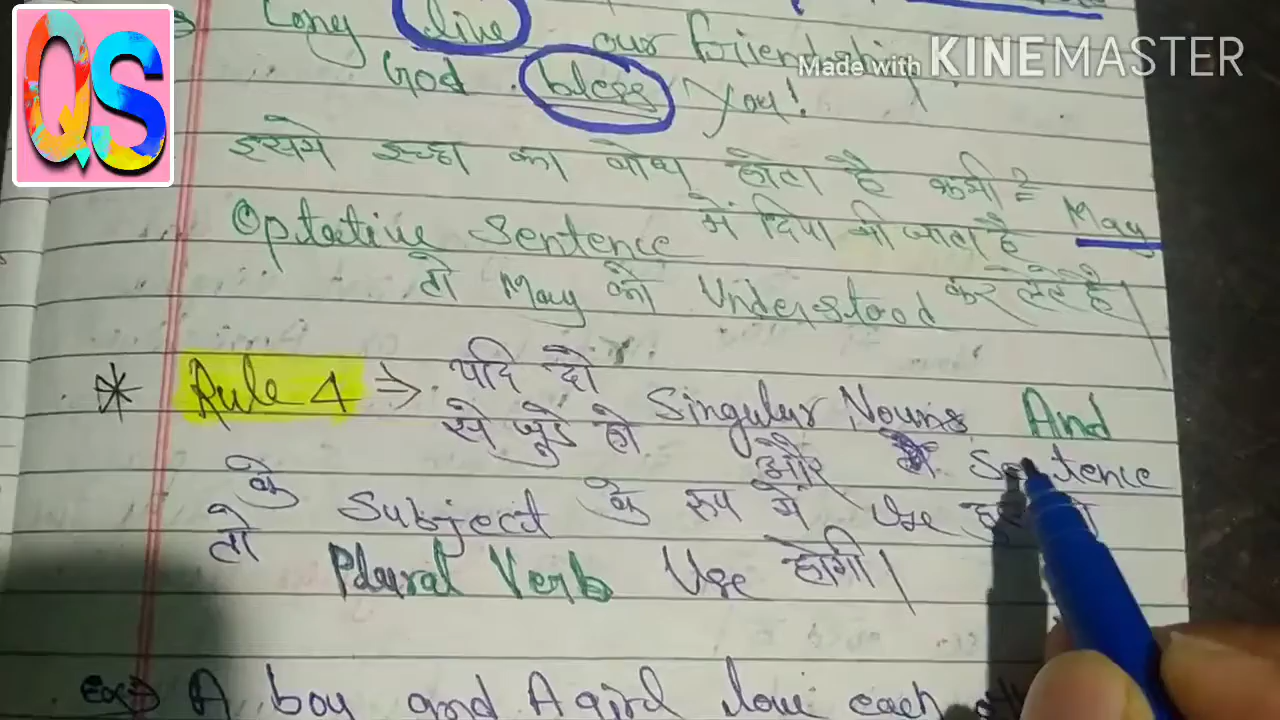 QS
Made with KINEMASTER
Long live our friendship.
God bless You!
इसमे इच्छा का बोध होता है कभी 2 May
Optative Sentence में दिया भी जाता है
तो May को Understood कर लेते है।
* Rule 4 ⇒ यदि दो Singular Nouns And
से जुडे हो और Sentence
के Subject के रूप मे Use हुए हो
तो Plural Verb Use होगी।
Ex:⇒ A boy and A girl love each